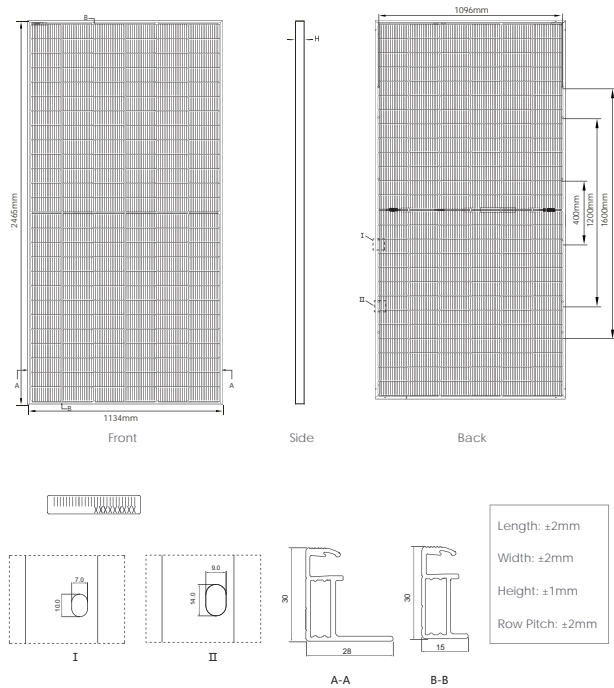 B
1096mm
H
2465mm
400mm
1200mm
1600mm
I
II
A
A
B
1134mm
Front
Side
Back
Length: ±2mm
Width: ±2mm
Height: ±1mm
Row Pitch: ±2mm
7.0
10.0
I
9.0
14.0
II
30
28
A-A
30
15
B-B